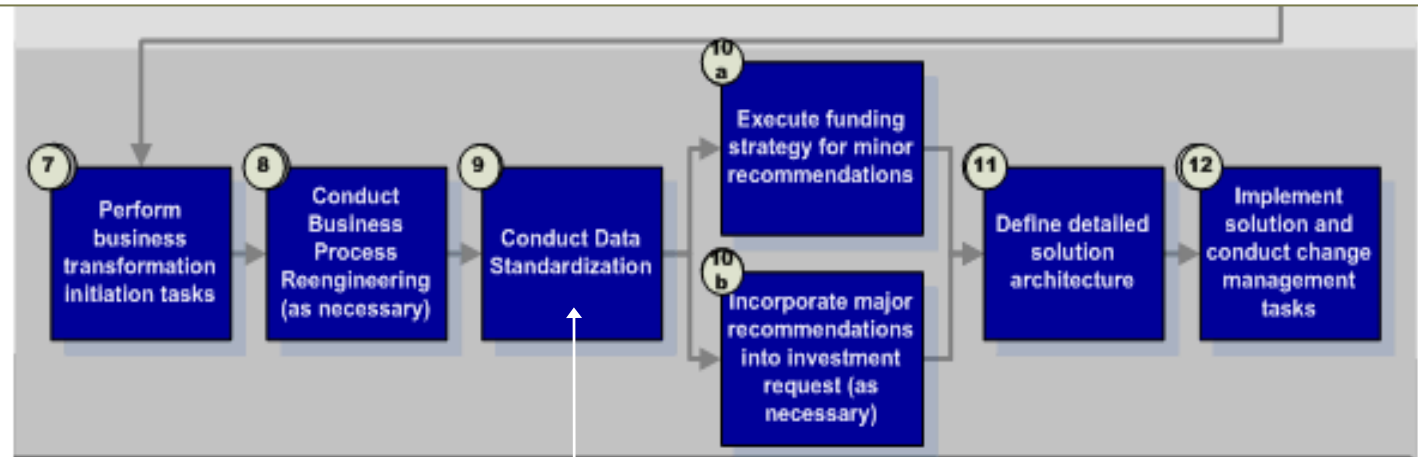 7
Perform
business
transformation
initiation tasks
8
Conduct
Business
Process
Reengineering
(as necessary)
9
Conduct Data
Standardization
10
a
Execute funding
strategy for minor
recommendations
10
b
Incorporate major
recommendations
into investment
request (as
necessary)
11
Define detailed
solution
architecture
12
Implement
solution and
conduct change
management
tasks